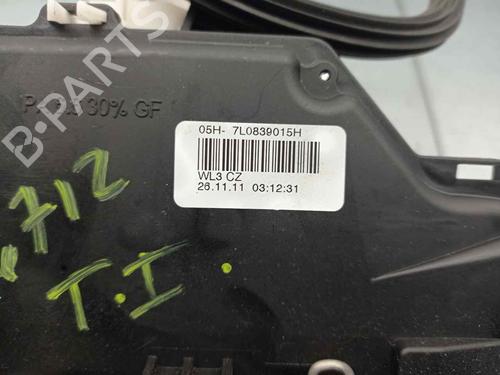 B-PARTS
30% GF
05H- 7L0839015H
WL3 CZ
26.11.11 03:12:31
712
T.I.